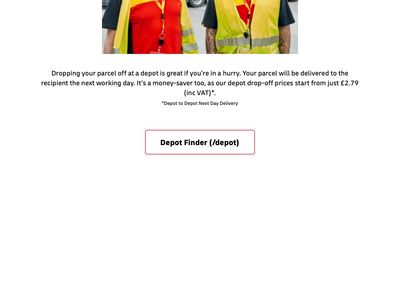 Dropping your parcel off at a depot is great if you're in a hurry. Your parcel will be delivered to the
recipient the next working day. It's a money-saver too, as our depot drop-off prices start from just £2.79
(inc VAT)*.
*Depot to Depot Next Day Delivery
Depot Finder (/depot)